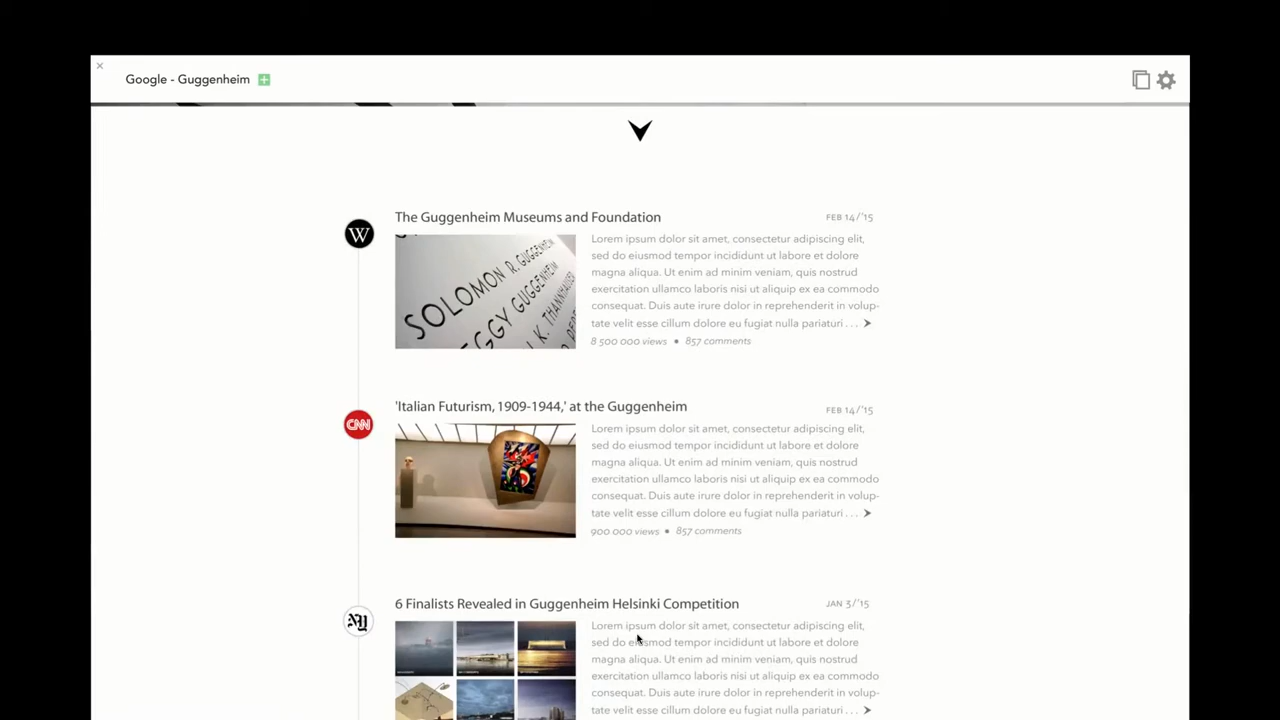 Google - Guggenheim
The Guggenheim Museums and Foundation
FEB 14/'15
W
Lorem ipsum dolor sit amet, consectetur adipiscing elit,
sed do eiusmod tempor incididunt ut labore et dolore
magna aliqua. Ut enim ad minim veniam, quis nostrud
exercitation ullamco laboris nisi ut aliquip ex ea commodo
consequat. Duis aute irure dolor in reprehenderit in volup-
tate velit esse cillum dolore eu fugiat nulla pariatur . . .
8 500 000 views • 857 comments
SOLOMON R. GUGGENHEIM
EGGY GUGGENHEIM
K. THANNHAUSER
'Italian Futurism, 1909-1944,' at the Guggenheim
FEB 14/'15
CNN
Lorem ipsum dolor sit amet, consectetur adipiscing elit,
sed do eiusmod tempor incididunt ut labore et dolore
magna aliqua. Ut enim ad minim veniam, quis nostrud
exercitation ullamco laboris nisi ut aliquip ex ea commodo
consequat. Duis aute irure dolor in reprehenderit in volup-
tate velit esse cillum dolore eu fugiat nulla pariatur . . .
900 000 views • 857 comments
6 Finalists Revealed in Guggenheim Helsinki Competition
JAN 3/'15
NY
Lorem ipsum dolor sit amet, consectetur adipiscing elit,
sed do eiusmod tempor incididunt ut labore et dolore
magna aliqua. Ut enim ad minim veniam, quis nostrud
exercitation ullamco laboris nisi ut aliquip ex ea commodo
consequat. Duis aute irure dolor in reprehenderit in volup-
tate velit esse cillum dolore eu fugiat nulla pariatur . . .